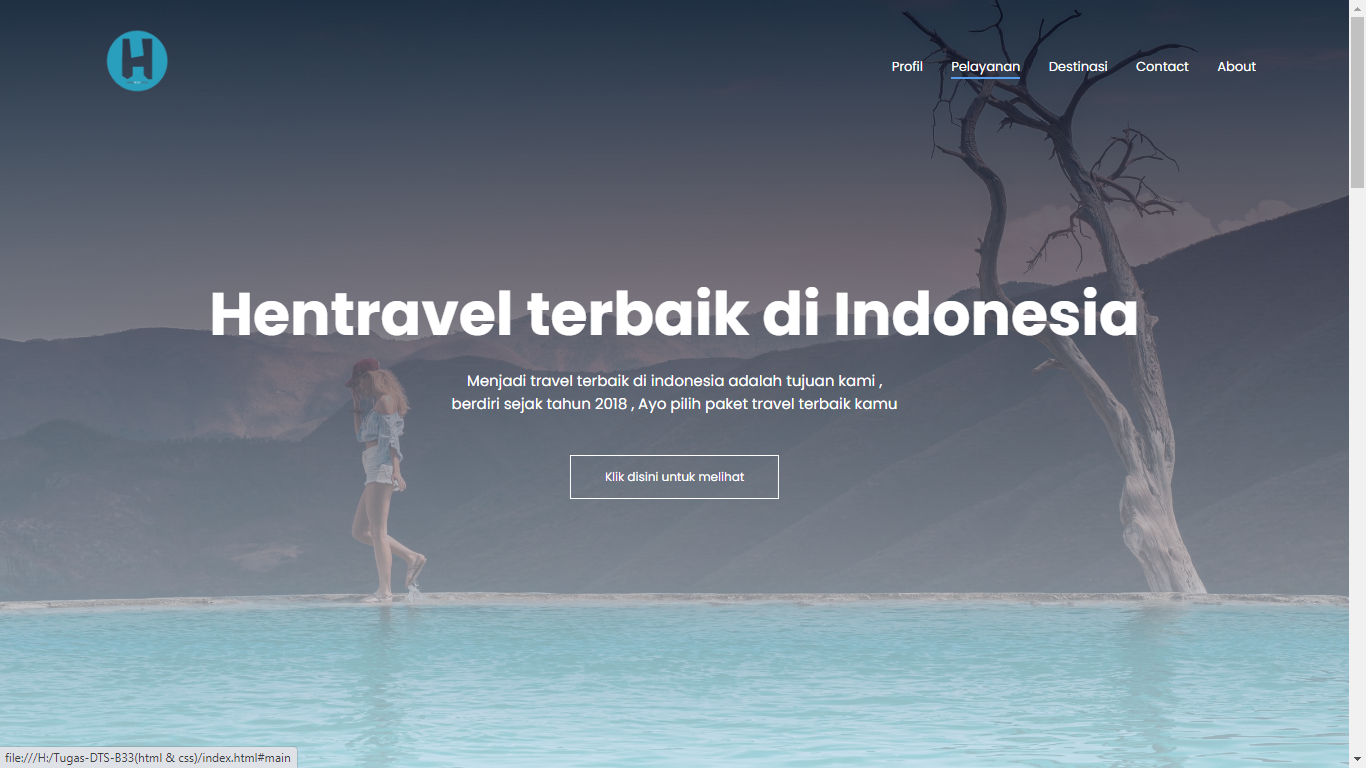 H
Profil Pelayanan Destinasi Contact About
Hentravel terbaik di Indonesia
Menjadi travel terbaik di indonesia adalah tujuan kami ,
berdiri sejak tahun 2018 , Ayo pilih paket travel terbaik kamu
Klik disini untuk melihat
file:///H:/Tugas-DTS-B33(html & css)/index.html#main